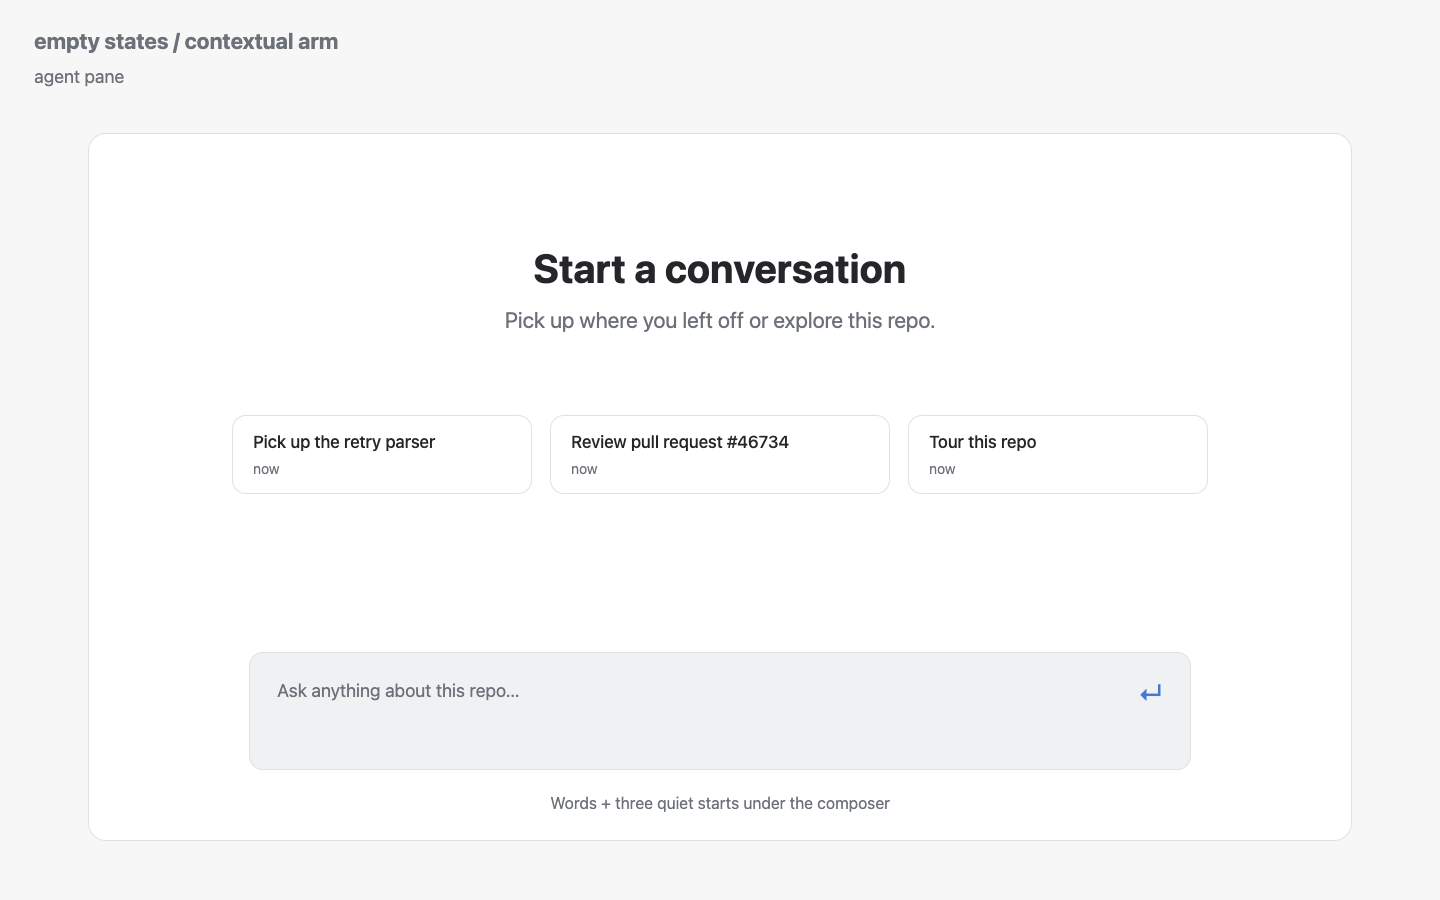 empty states / contextual arm
agent pane
Start a conversation
Pick up where you left off or explore this repo.
Pick up the retry parser
now
Review pull request #46734
now
Tour this repo
now
Ask anything about this repo...
Words + three quiet starts under the composer